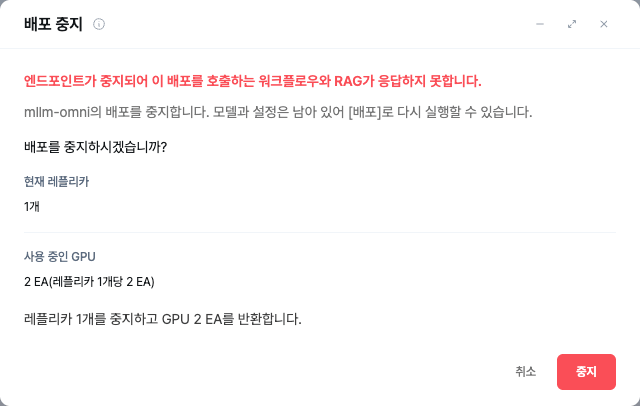 배포 중지
엔드포인트가 중지되어 이 배포를 호출하는 워크플로우와 RAG가 응답하지 못합니다.
mllm-omni의 배포를 중지합니다. 모델과 설정은 남아 있어 [배포]로 다시 실행할 수 있습니다.
배포를 중지하시겠습니까?
현재 레플리카
1개
사용 중인 GPU
2 EA(레플리카 1개당 2 EA)
레플리카 1개를 중지하고 GPU 2 EA를 반환합니다.
취소
중지